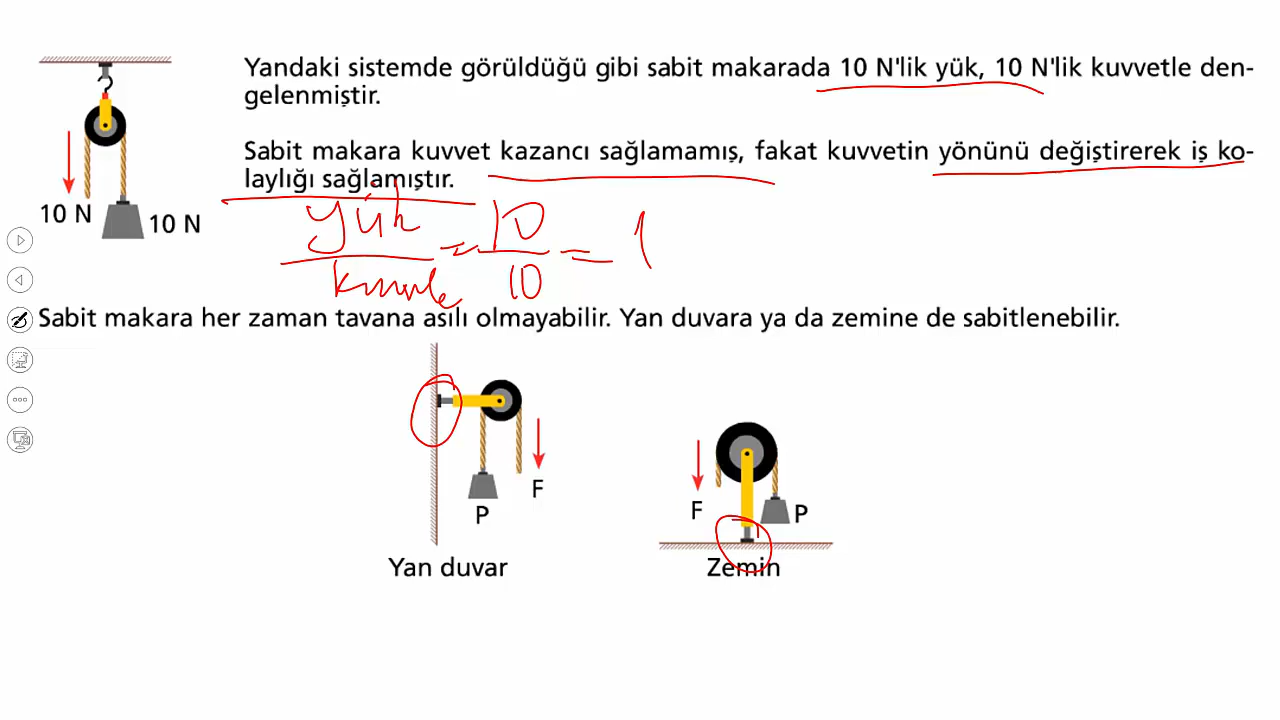 Yandaki sistemde görüldüğü gibi sabit makarada 10 N'lik yük, 10 N'lik kuvvetle den-
gelenmiştir.
Sabit makara kuvvet kazancı sağlamamış, fakat kuvvetin yönünü değiştirerek iş ko-
laylığı sağlamıştır.
10 N
10 N
yük = 10 = 1
10
Sabit makara her zaman tavana asılı olmayabilir. Yan duvara ya da zemine de sabitlenebilir.
F
P
Yan duvar
F
P
Zemin